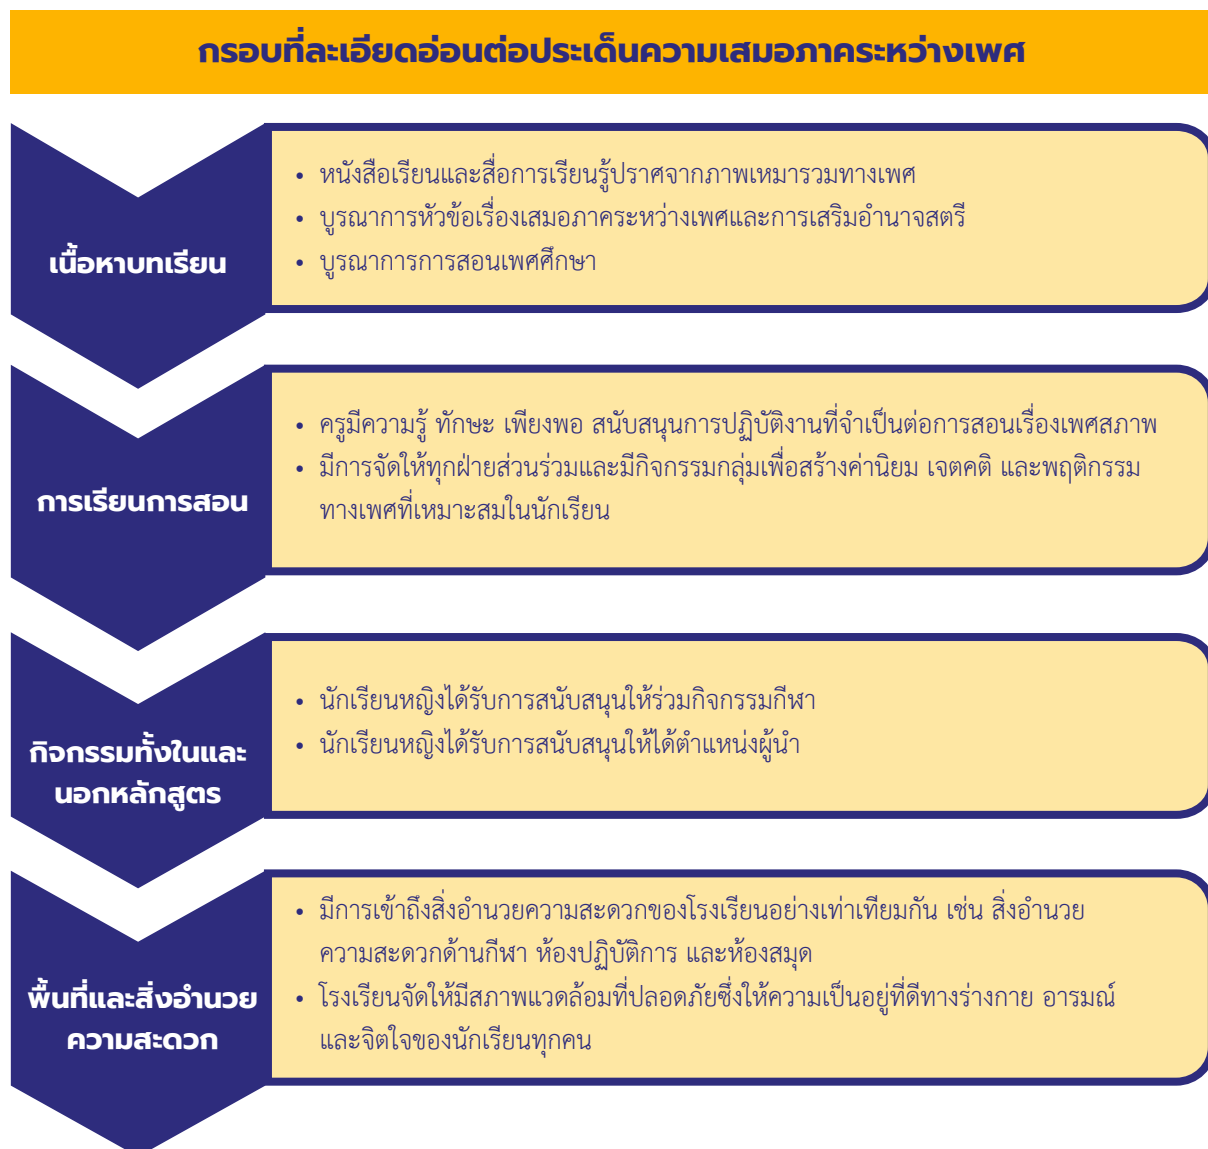 กรอบที่ละเอียดอ่อนต่อประเด็นความเสมอภาคระหว่างเพศ
เนื้อหาบทเรียน
• หนังสือเรียนและสื่อการเรียนรู้ปราศจากภาพเหมารวมทางเพศ
• บูรณาการหัวข้อเรื่องเสมอภาคระหว่างเพศและการเสริมอำนาจสตรี
• บูรณาการการสอนเพศศึกษา
การเรียนการสอน
• ครูมีความรู้ ทักษะ เพียงพอ สนับสนุนการปฏิบัติงานที่จำเป็นต่อการสอนเรื่องเพศสภาพ
• มีการจัดให้ทุกฝ่ายส่วนร่วมและมีกิจกรรมกลุ่มเพื่อสร้างค่านิยม เจตคติ และพฤติกรรม
ทางเพศที่เหมาะสมในนักเรียน
กิจกรรมทั้งในและ
นอกหลักสูตร
• นักเรียนหญิงได้รับการสนับสนุนให้ร่วมกิจกรรมกีฬา
• นักเรียนหญิงได้รับการสนับสนุนให้ได้ตำแหน่งผู้นำ
พื้นที่และสิ่งอำนวย
ความสะดวก
• มีการเข้าถึงสิ่งอำนวยความสะดวกของโรงเรียนอย่างเท่าเทียมกัน เช่น สิ่งอำนวย
ความสะดวกด้านกีฬา ห้องปฏิบัติการ และห้องสมุด
• โรงเรียนจัดให้มีสภาพแวดล้อมที่ปลอดภัยซึ่งให้ความเป็นอยู่ที่ดีทางร่างกาย อารมณ์
และจิตใจของนักเรียนทุกคน